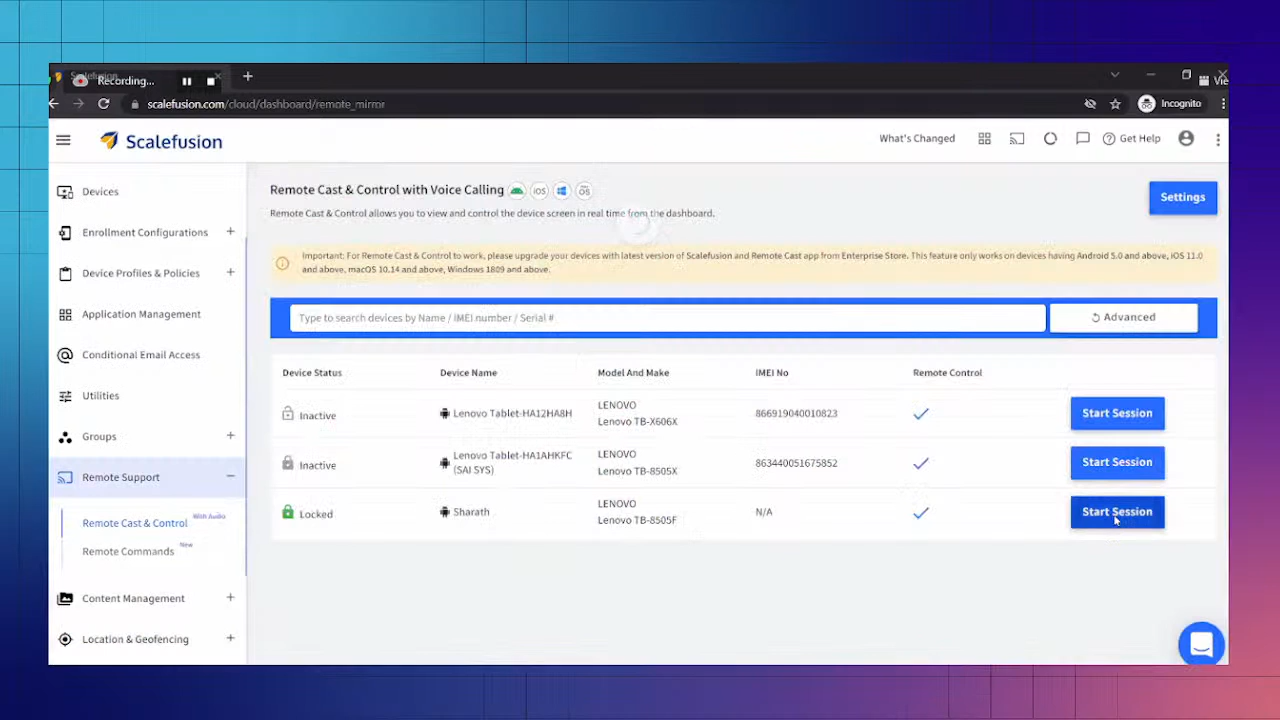 Scalefusion
Recording...
scalefusion.com/cloud/dashboard/remote_mirror
Incognito
Scalefusion
What's Changed
Get Help
Devices
Enrollment Configurations
Device Profiles & Policies
Application Management
Conditional Email Access
Utilities
Groups
Remote Support
Remote Cast & Control With Audio
Remote Commands New
Content Management
Location & Geofencing
Remote Cast & Control with Voice Calling iOS OS
Remote Cast & Control allows you to view and control the device screen in real time from the dashboard.
Settings
Important: For Remote Cast & Control to work, please upgrade your devices with latest version of Scalefusion and Remote Cast app from Enterprise Store. This feature only works on devices having Android 5.0 and above, iOS 11.0
and above, macOS 10.14 and above, Windows 1809 and above.
Type to search devices by Name / IMEI number / Serial #
Advanced
Device Status Device Name Model And Make IMEI No Remote Control
Inactive Lenovo Tablet-HA12HA8H LENOVO 866919040010823 Start Session
Lenovo TB-X606X
Inactive Lenovo Tablet-HA1AHKFC LENOVO 863440051675852 Start Session
(SAI SYS) Lenovo TB-8505X
Locked Sharath LENOVO N/A Start Session
Lenovo TB-8505F